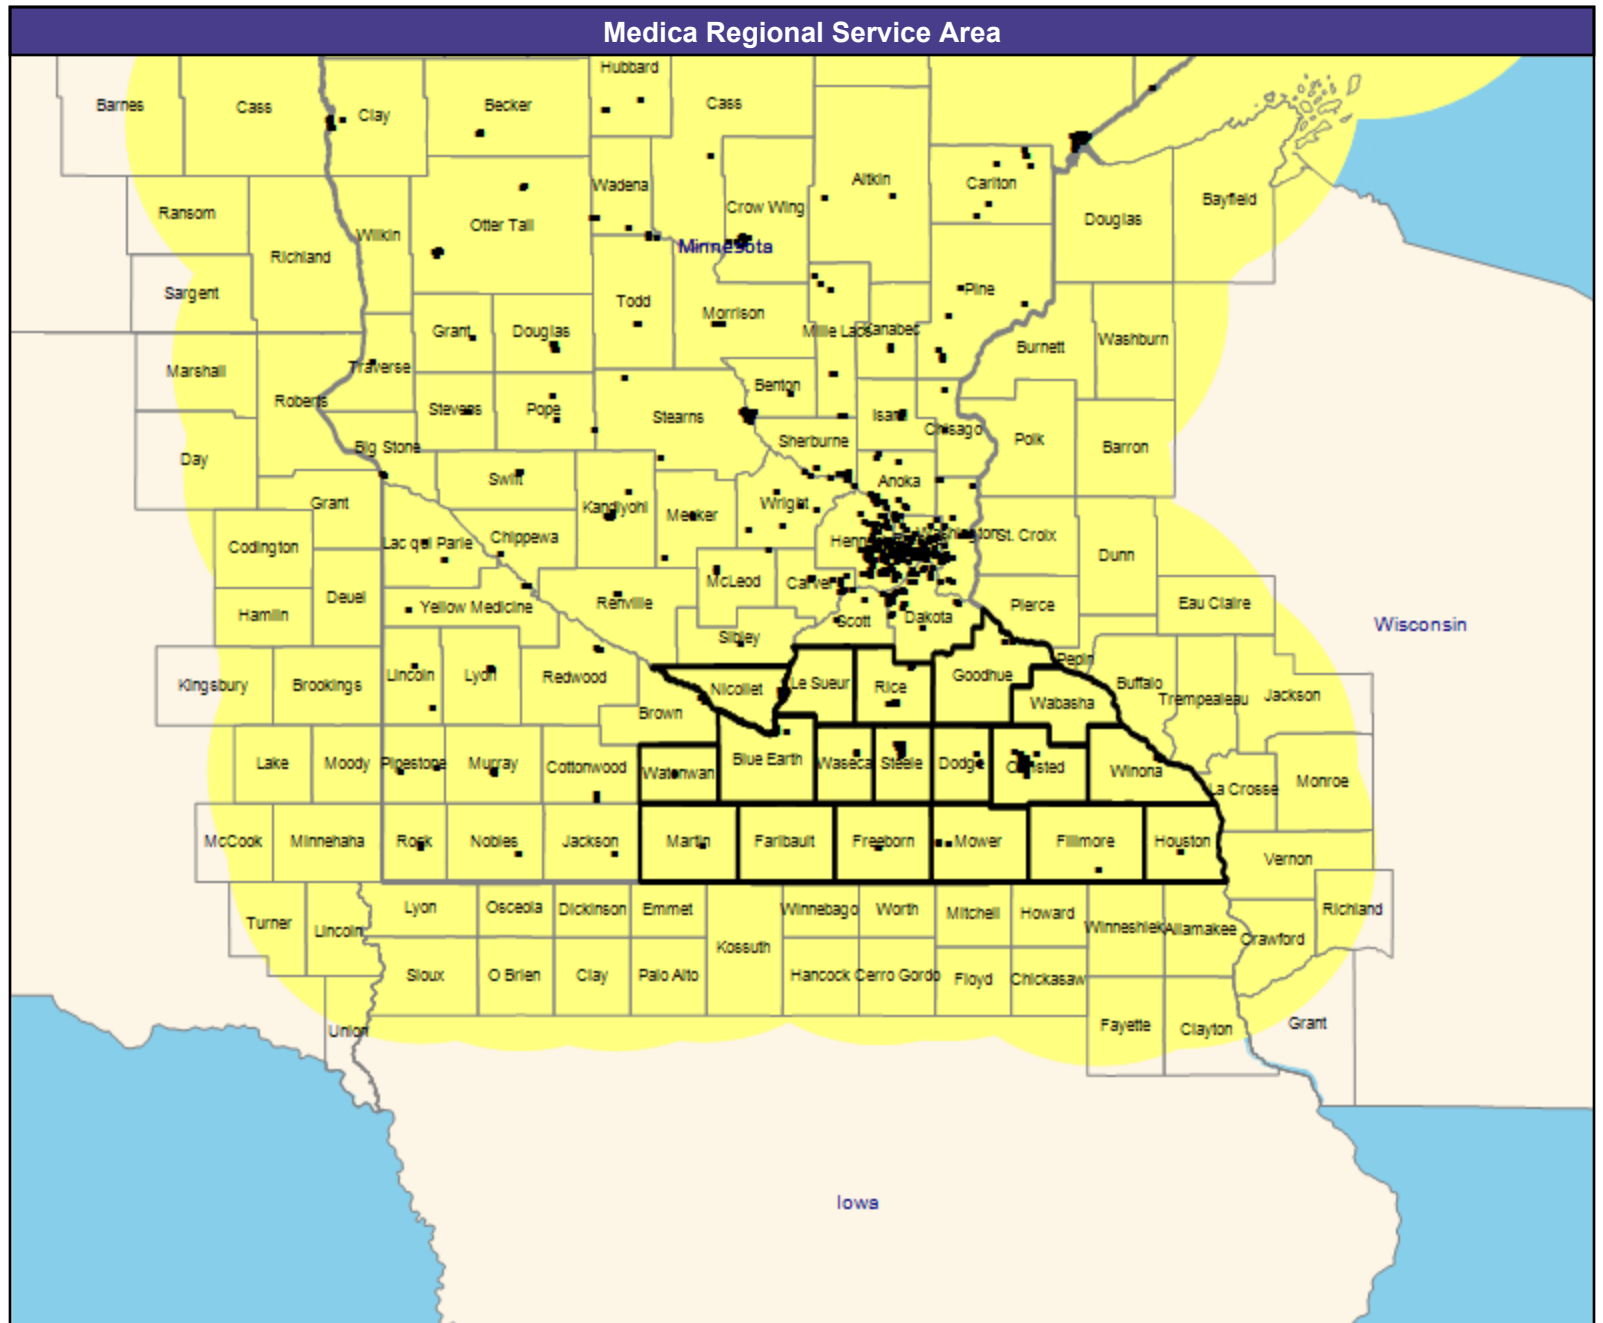 Medica Regional Service Area
Hubbard
Barnes
Cass
Clay
Becker
Cass
Wadena
Aitkin
Carlton
Ransom
Otter Tail
Crow Wing
Douglas
Bayfield
Richland
Wilkin
Minnesota
Sargent
Todd
Pine
Grant
Douglas
Morrison
Mille Lacs
Kanabec
Burnett
Washburn
Marshall
Traverse
Roberts
Stevens
Pope
Stearns
Benton
Isanti
Chisago
Polk
Barron
Day
Big Stone
Sherburne
Swift
Anoka
Grant
Kandiyohi
Meeker
Wright
Codington
Lac qui Parle
Chippewa
Washington
St. Croix
Dunn
Hamlin
Deuel
Yellow Medicine
Renville
McLeod
Carver
Scott
Dakota
Pierce
Eau Claire
Wisconsin
Sibley
Pepin
Kingsbury
Brookings
Lincoln
Lyon
Redwood
Brown
Nicollet
Le Sueur
Rice
Goodhue
Wabasha
Buffalo
Trempealeau
Jackson
Lake
Moody
Pipestone
Murray
Cottonwood
Watonwan
Blue Earth
Waseca
Steele
Dodge
Olmsted
Winona
La Crosse
Monroe
McCook
Minnehaha
Rock
Nobles
Jackson
Martin
Faribault
Freeborn
Mower
Fillmore
Houston
Vernon
Turner
Lincoln
Lyon
Osceola
Dickinson
Emmet
Kossuth
Winnebago
Worth
Mitchell
Howard
Winneshiek
Allamakee
Crawford
Richland
Sioux
O Brien
Clay
Palo Alto
Hancock
Cerro Gordo
Floyd
Chickasaw
Union
Fayette
Clayton
Grant
Iowa